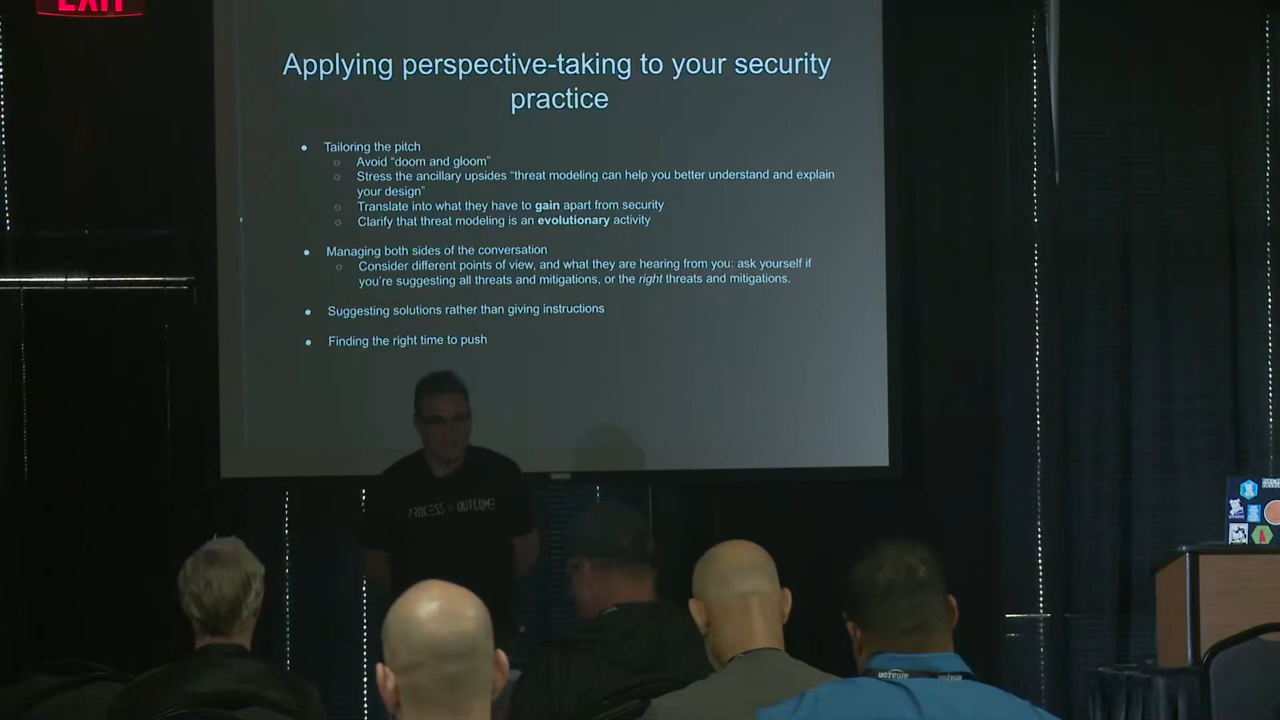 EXIT
Applying perspective-taking to your security
practice
● Tailoring the pitch
○ Avoid “doom and gloom”
○ Stress the ancillary upsides “threat modeling can help you better understand and explain
your design”
○ Translate into what they have to gain apart from security
○ Clarify that threat modeling is an evolutionary activity
● Managing both sides of the conversation
○ Consider different points of view, and what they are hearing from you: ask yourself if
you're suggesting all threats and mitigations, or the right threats and mitigations.
● Suggesting solutions rather than giving instructions
● Finding the right time to push
PROCESS OUTCOME
amazon